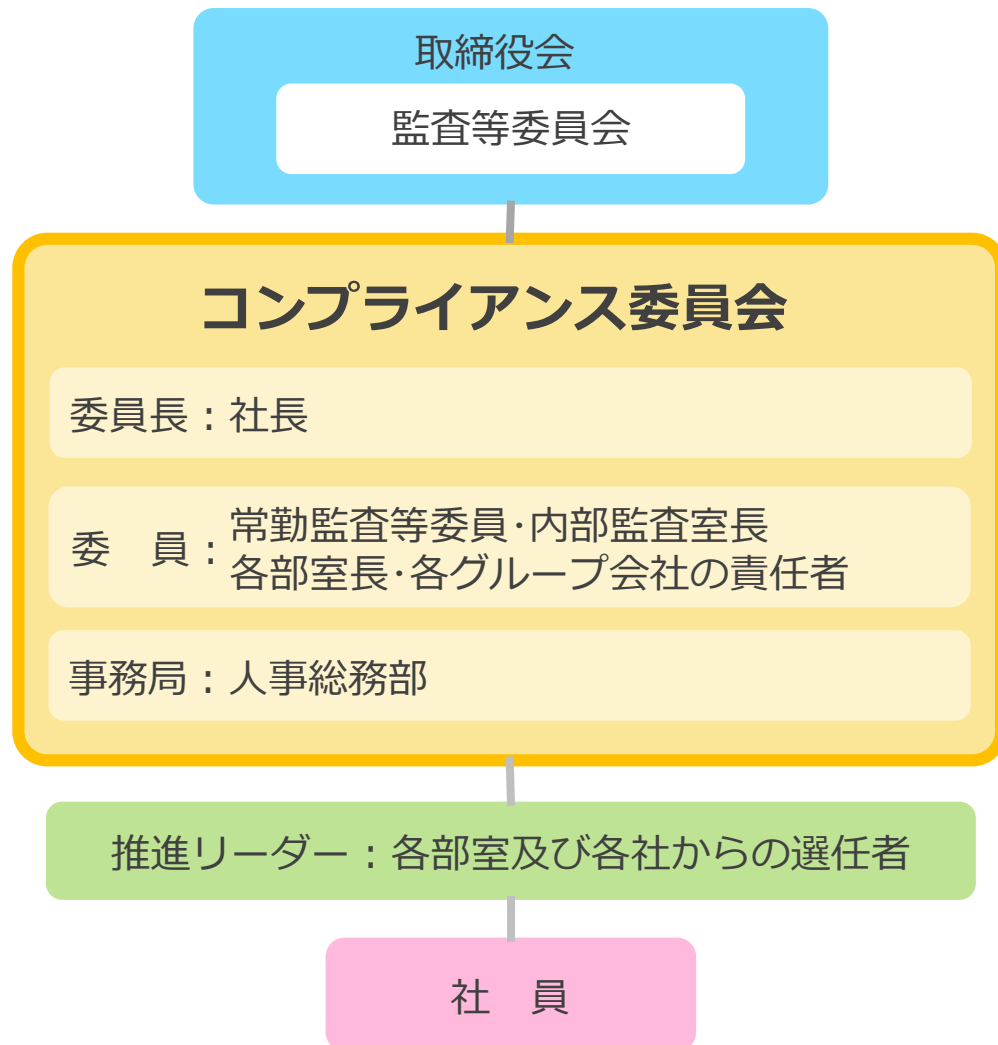 取締役会
監査等委員会
コンプライアンス委員会
委員長：社長
委　員：常勤監査等委員･内部監査室長
各部室長･各グループ会社の責任者
事務局：人事総務部
推進リーダー：各部室及び各社からの選任者
社　員